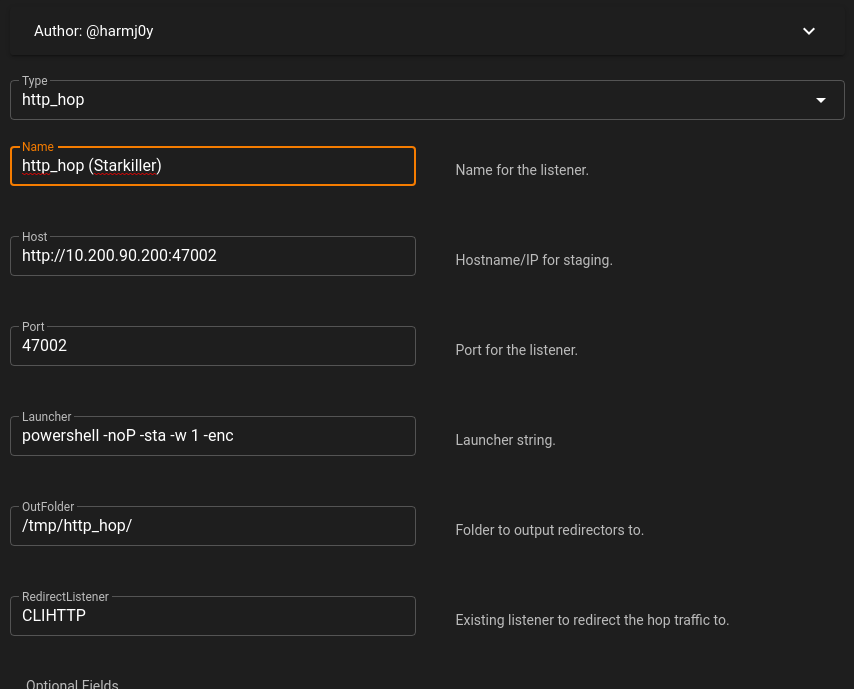 Author: @harmj0y
Type
http_hop
Name
http_hop (Starkiller)
Name for the listener.
Host
http://10.200.90.200:47002
Hostname/IP for staging.
Port
47002
Port for the listener.
Launcher
powershell -noP -sta -w 1 -enc
Launcher string.
OutFolder
/tmp/http_hop/
Folder to output redirectors to.
RedirectListener
CLIHTTP
Existing listener to redirect the hop traffic to.
Optional Fields